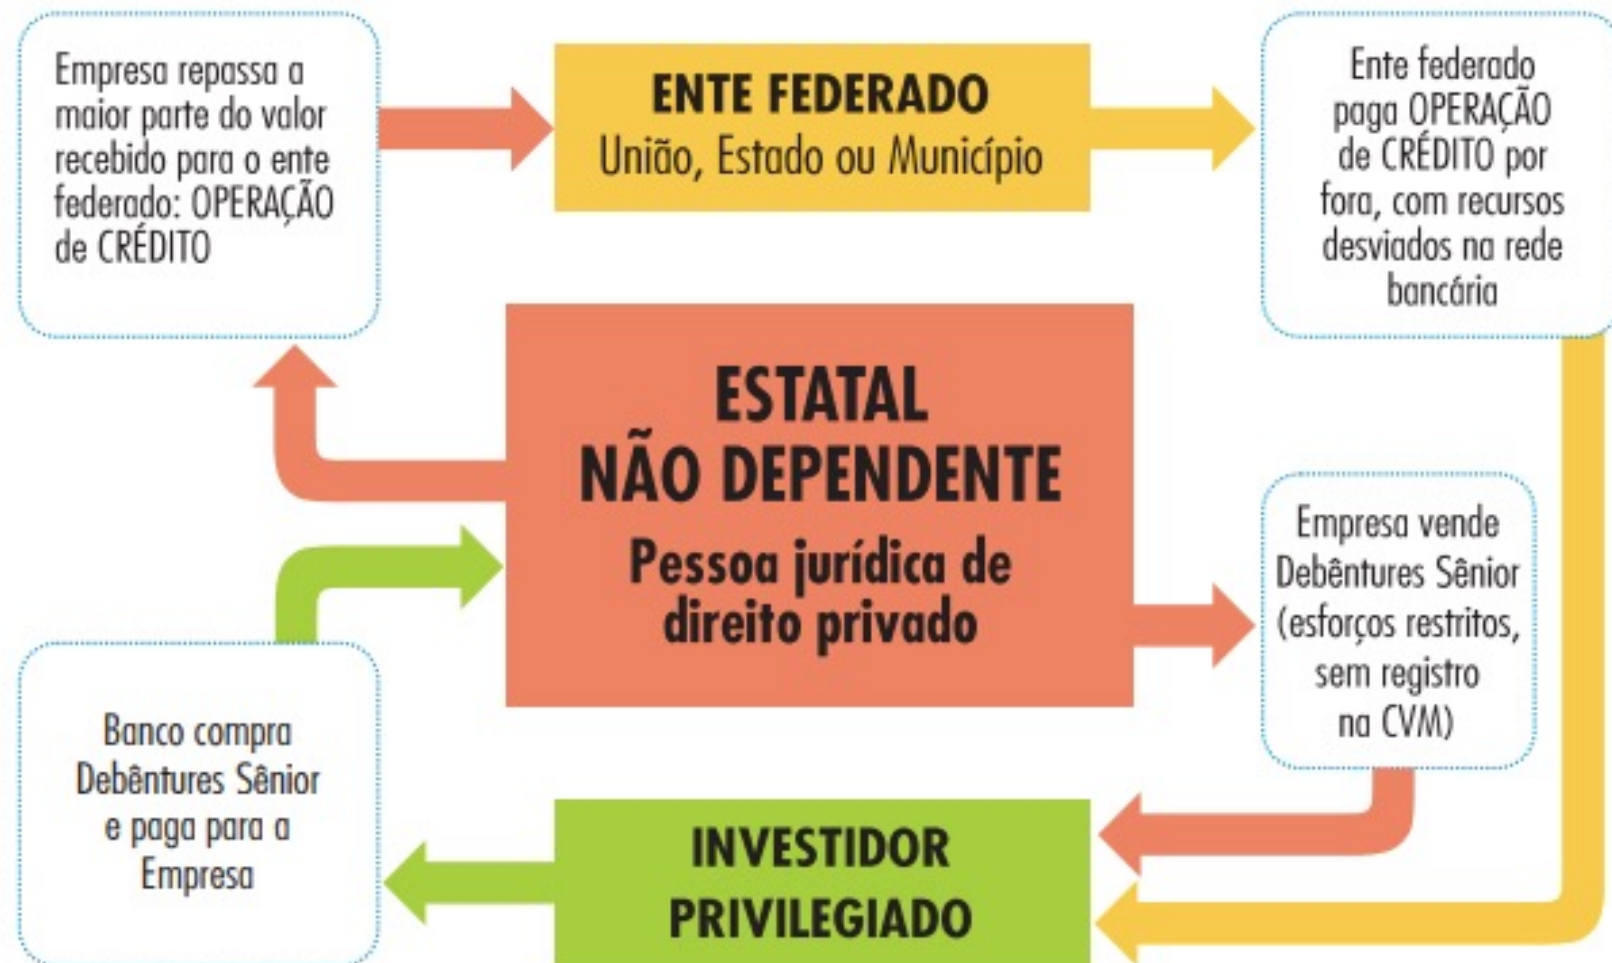 Empresa repassa a
maior parte do valor
recebido para o ente
federado: OPERAÇÃO
de CRÉDITO
ENTE FEDERADO
União, Estado ou Município
Ente federado
paga OPERAÇÃO
de CRÉDITO por
fora, com recursos
desviados na rede
bancária
ESTATAL
NÃO DEPENDENTE
Pessoa jurídica de
direito privado
Empresa vende
Debêntures Sênior
(esforços restritos,
sem registro
na CVM)
Banco compra
Debêntures Sênior
e paga para a
Empresa
INVESTIDOR
PRIVILEGIADO